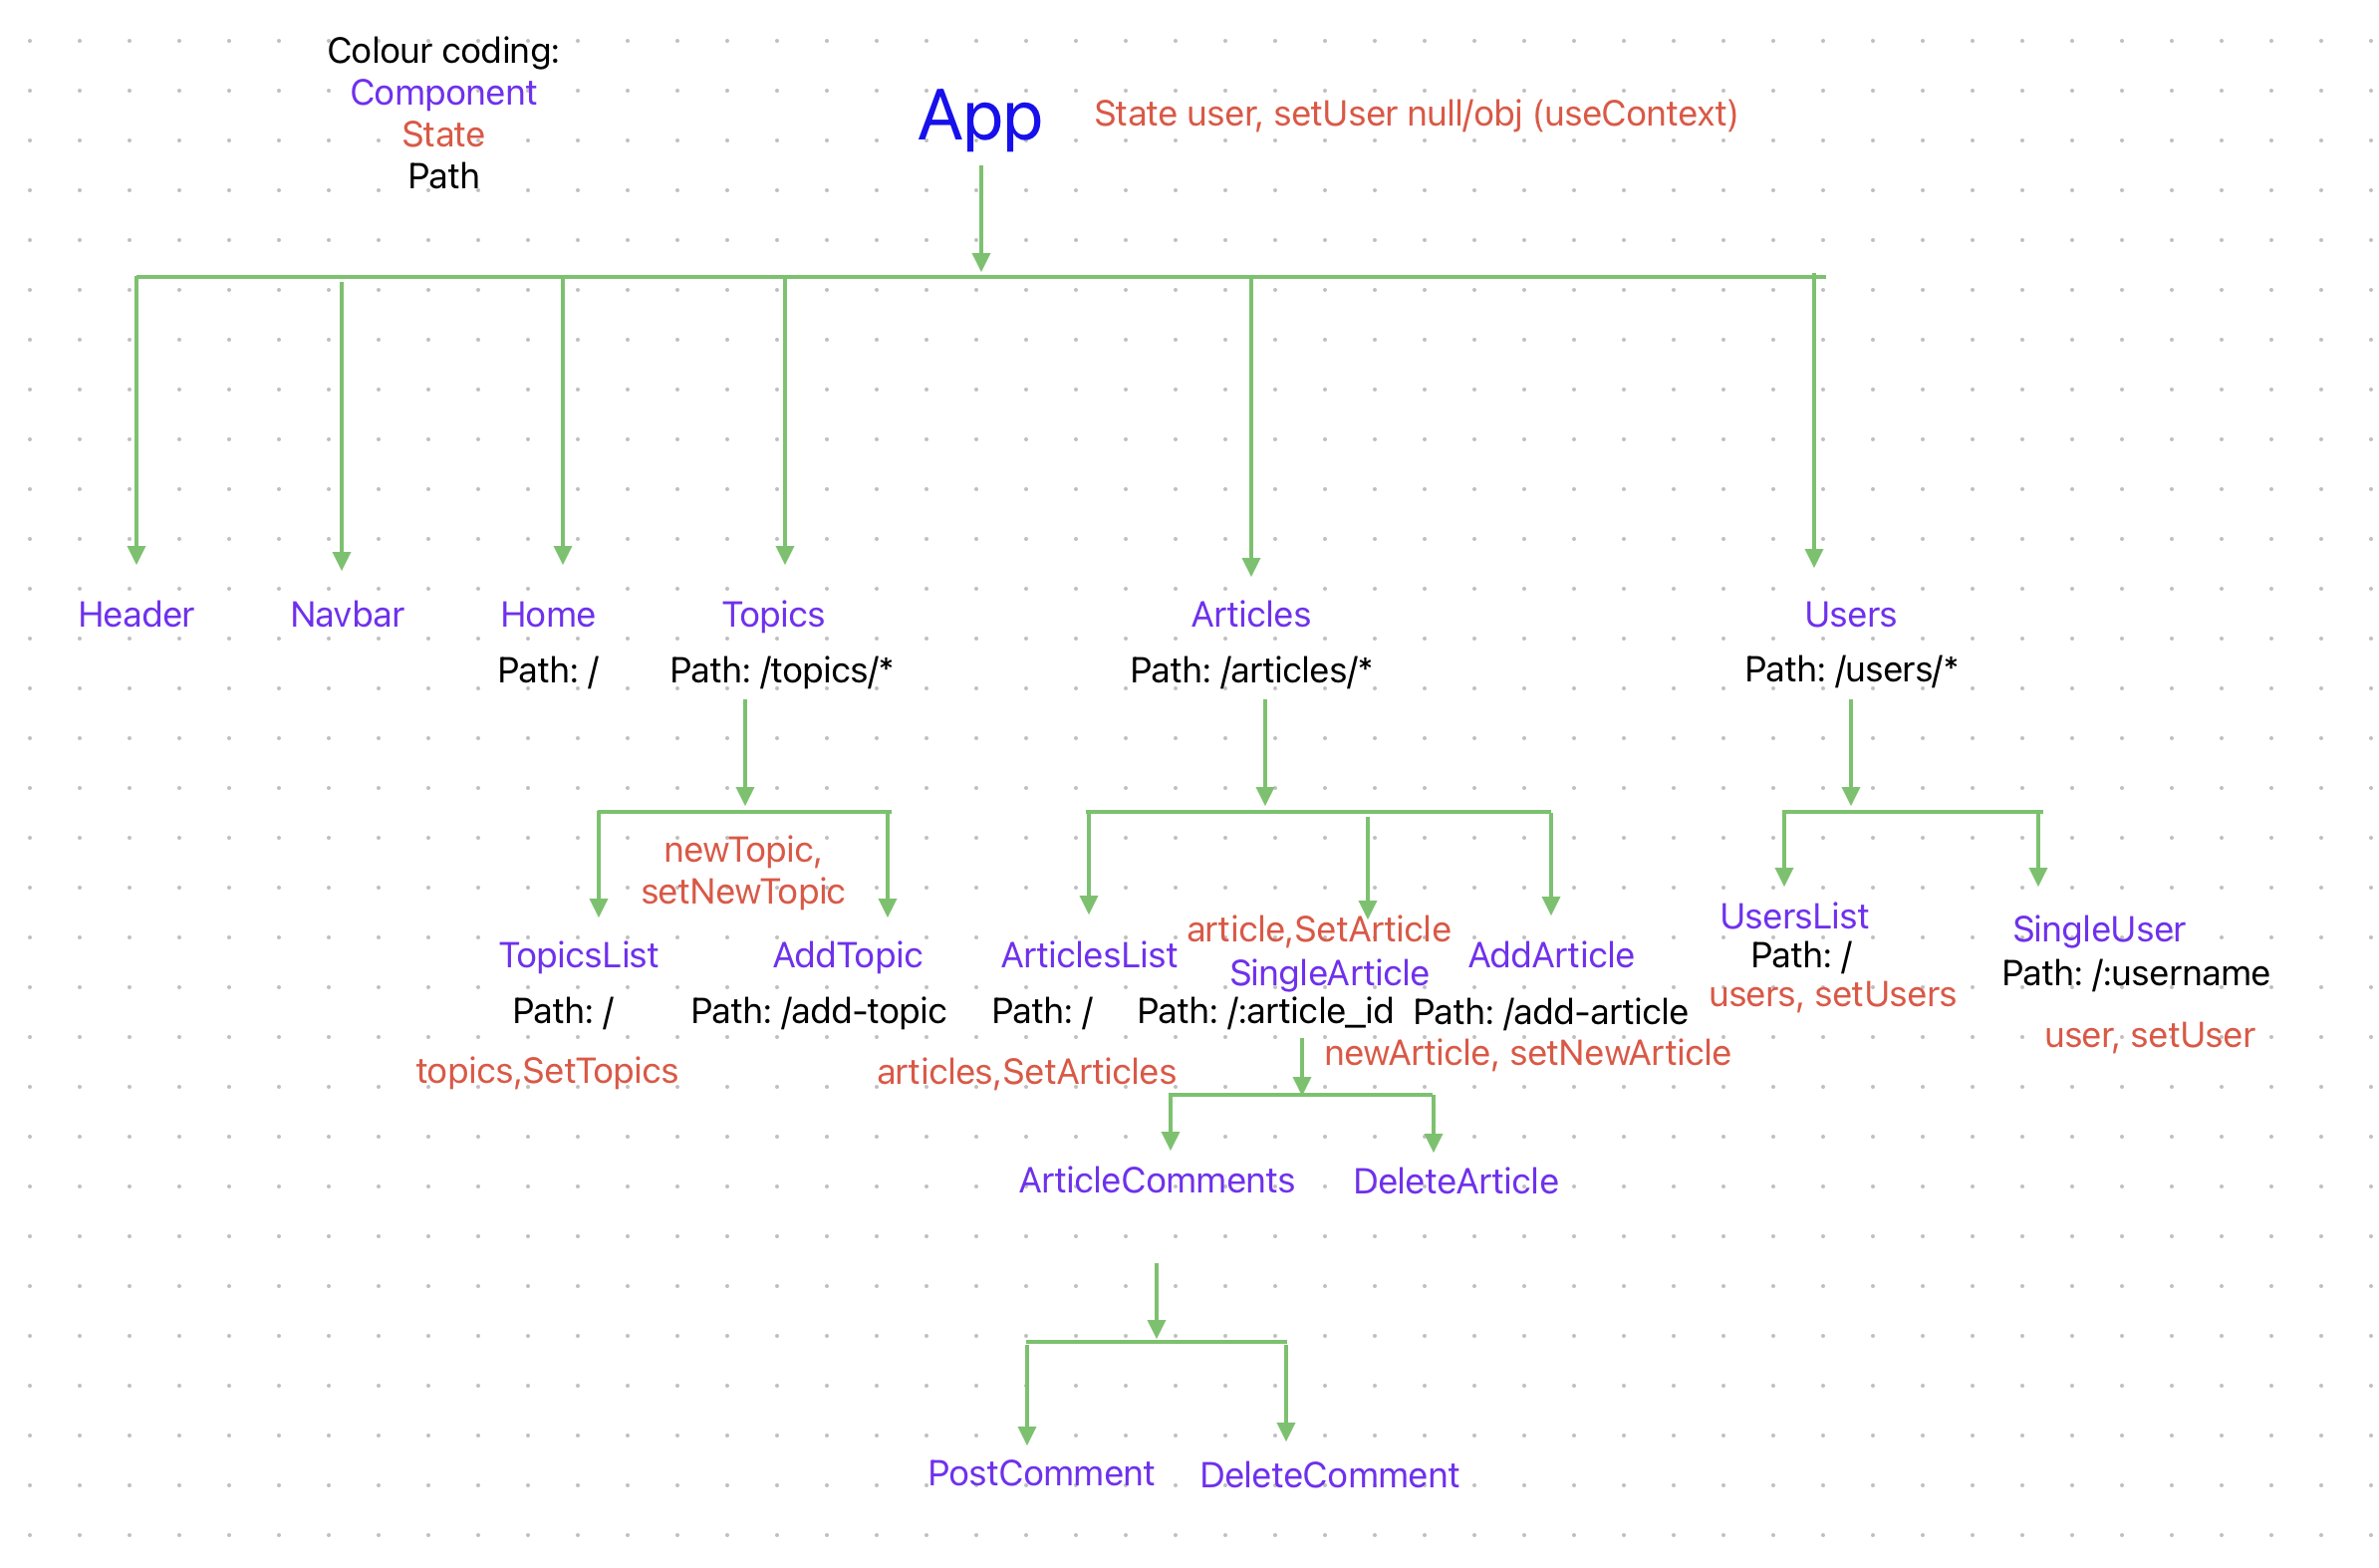 Colour coding:
Component
State
Path
App
State user, setUser null/obj (useContext)
Header
Navbar
Home
Path: /
Topics
Path: /topics/*
Articles
Path: /articles/*
Users
Path: /users/*
newTopic,
setNewTopic
TopicsList
Path: /
topics,SetTopics
AddTopic
Path: /add-topic
ArticlesList
Path: /
articles,SetArticles
article,SetArticle
SingleArticle
Path: /:article_id
AddArticle
Path: /add-article
newArticle, setNewArticle
UsersList
Path: /
users, setUsers
SingleUser
Path: /:username
user, setUser
ArticleComments
DeleteArticle
PostComment
DeleteComment